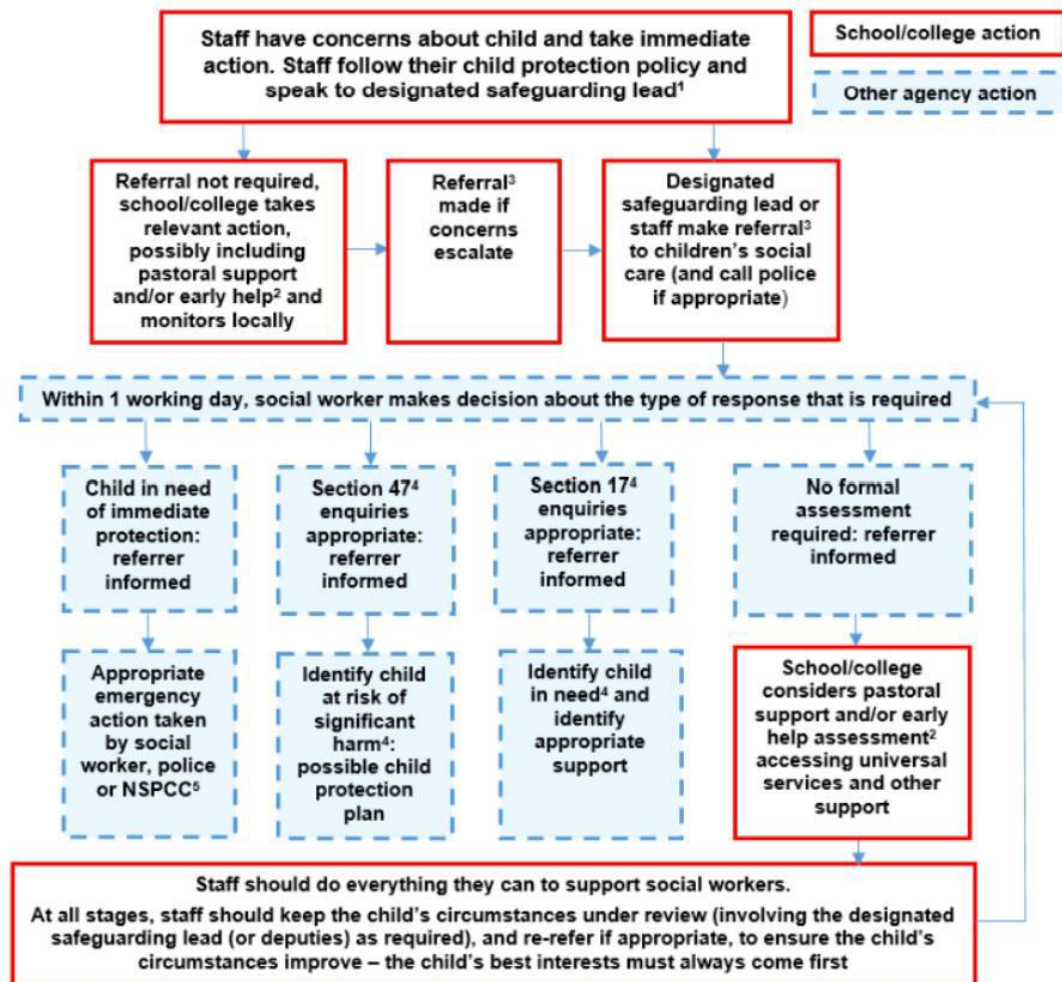 Staff have concerns about child and take immediate
action. Staff follow their child protection policy and
speak to designated safeguarding lead¹
School/college action
Other agency action
Referral not required,
school/college takes
relevant action,
possibly including
pastoral support
and/or early help² and
monitors locally
Referral³
made if
concerns
escalate
Designated
safeguarding lead or
staff make referral³
to children's social
care (and call police
if appropriate)
Within 1 working day, social worker makes decision about the type of response that is required
Child in need
of immediate
protection:
referrer
informed
Section 47⁴
enquiries
appropriate:
referrer
informed
Section 17⁴
enquiries
appropriate:
referrer
informed
No formal
assessment
required: referrer
informed
Appropriate
emergency
action taken
by social
worker, police
or NSPCC⁵
Identify child
at risk of
significant
harm⁴:
possible child
protection
plan
Identify child
in need⁴ and
identify
appropriate
support
School/college
considers pastoral
support and/or early
help assessment²
accessing universal
services and other
support
Staff should do everything they can to support social workers.
At all stages, staff should keep the child's circumstances under review (involving the designated
safeguarding lead (or deputies) as required), and re-refer if appropriate, to ensure the child's
circumstances improve – the child's best interests must always come first